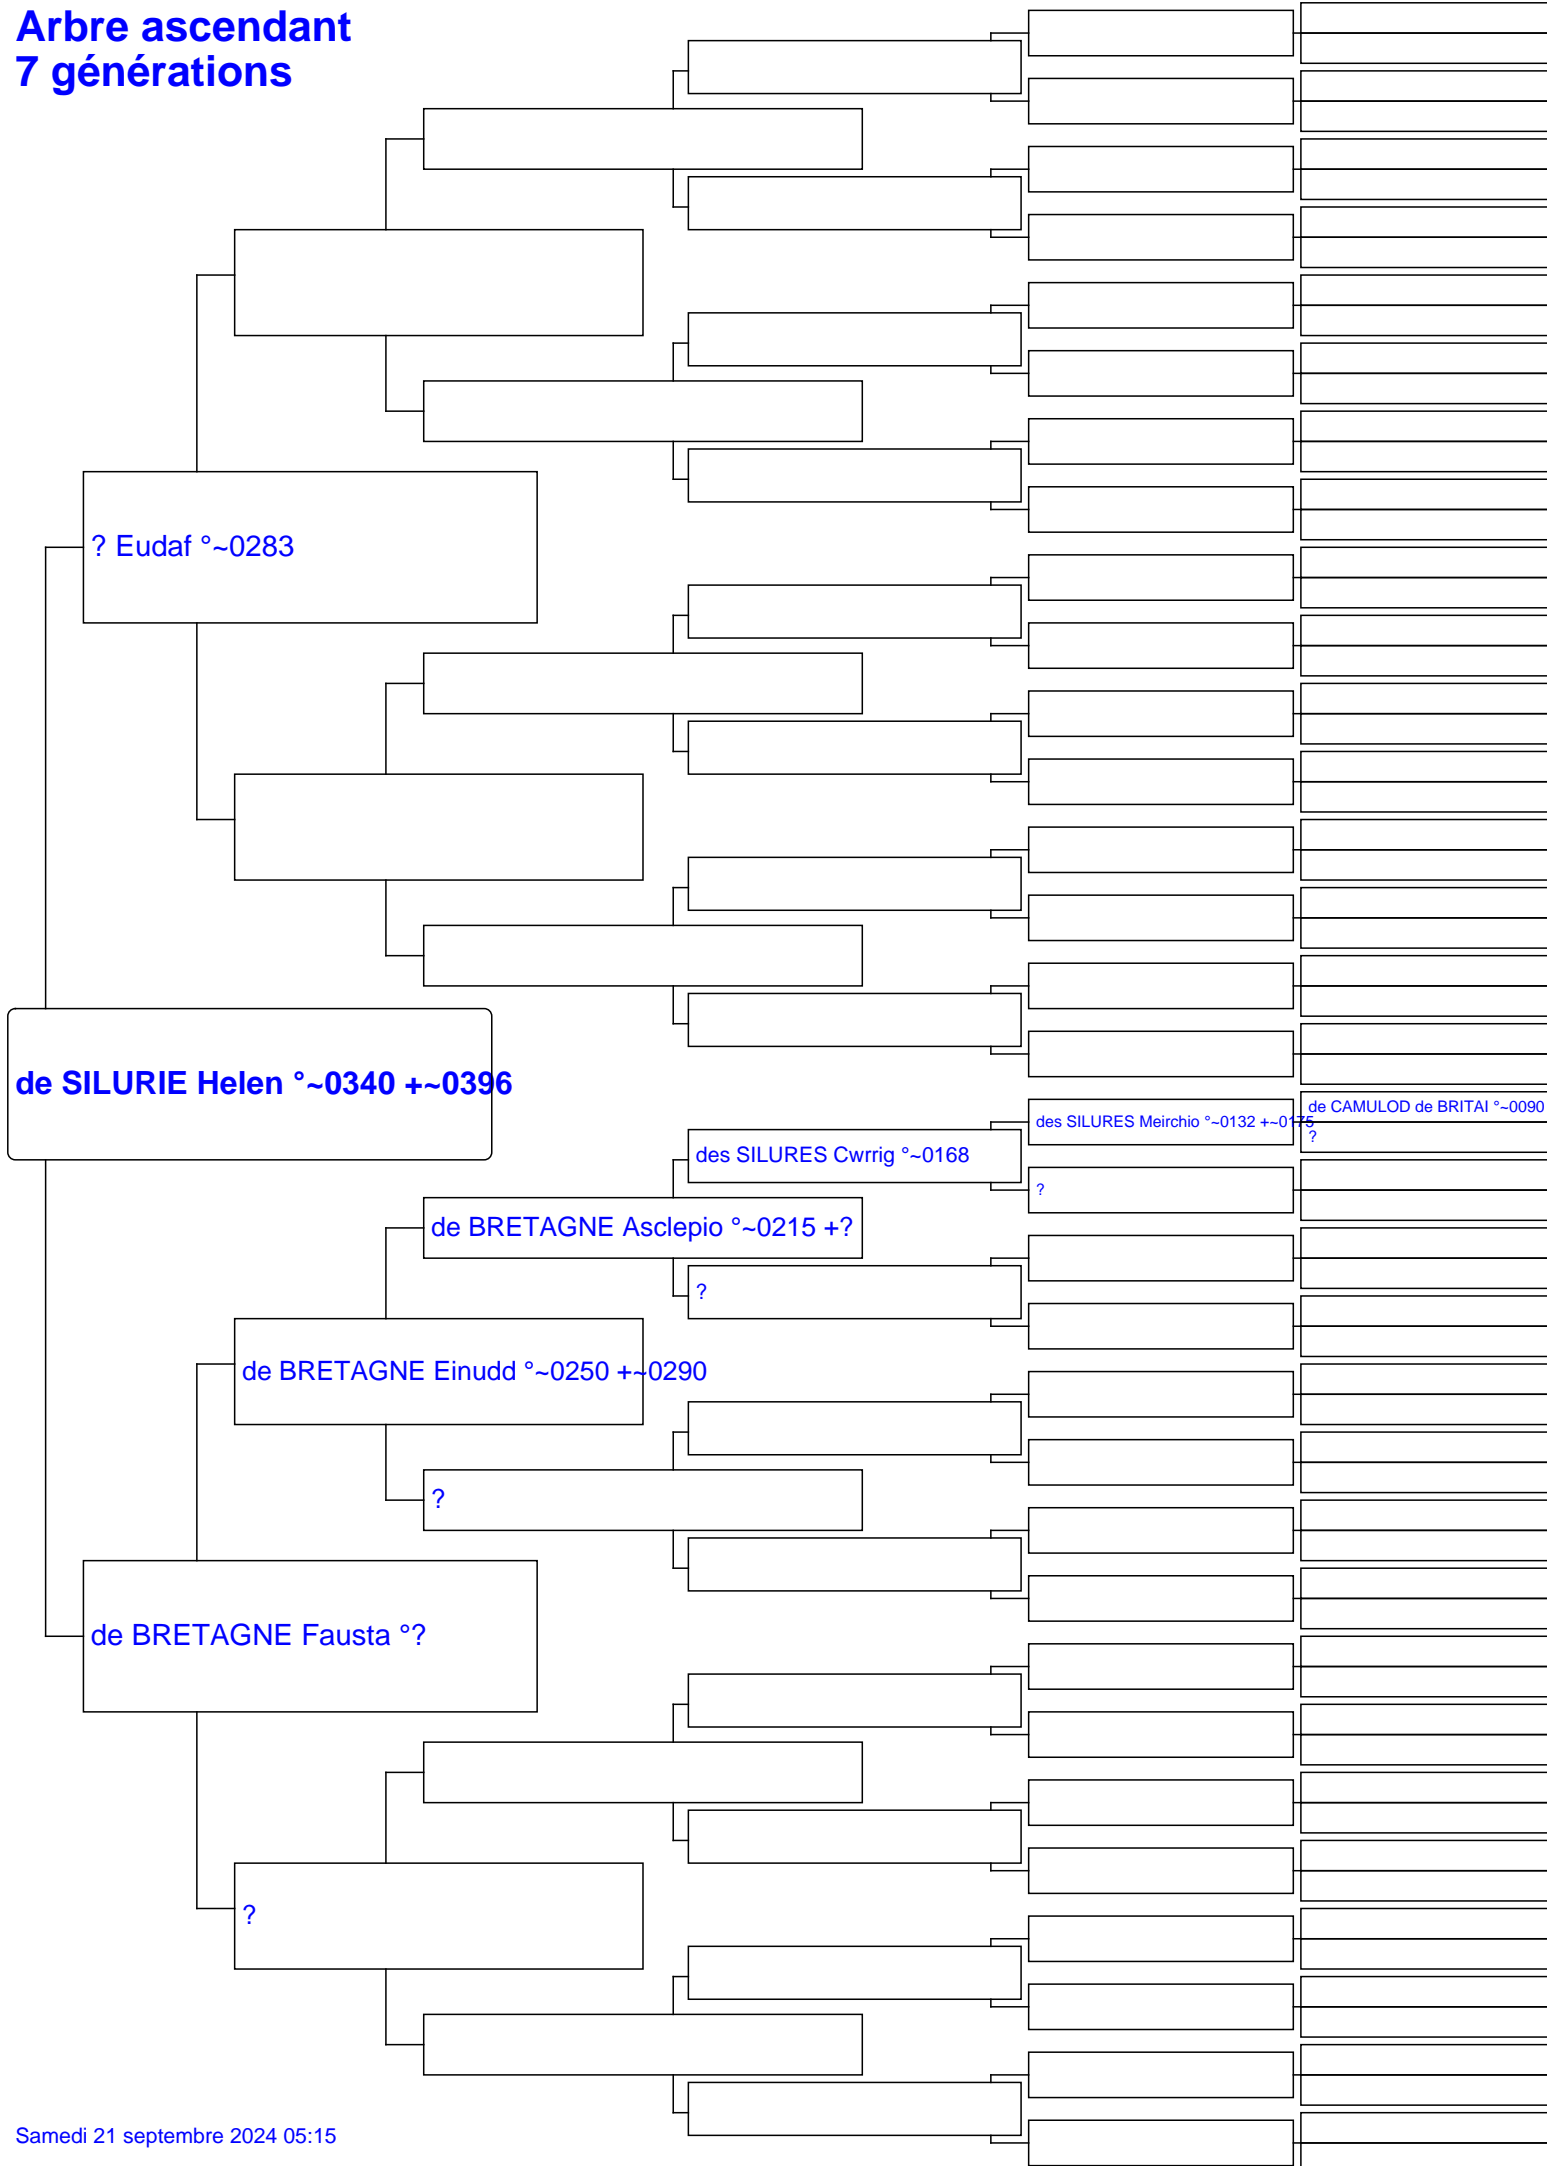 Arbre ascendant
7 générations
? Eudaf °~0283
de SILURIE Helen °~0340 +~0396
de CAMULOD de BRITAI °~0090
des SILURES Meirchio °~0132 +~0175
?
des SILURES Cwrrig °~0168
?
de BRETAGNE Asclepio °~0215 +?
?
de BRETAGNE Einudd °~0250 +~0290
?
de BRETAGNE Fausta °?
?
Samedi 21 septembre 2024 05:15